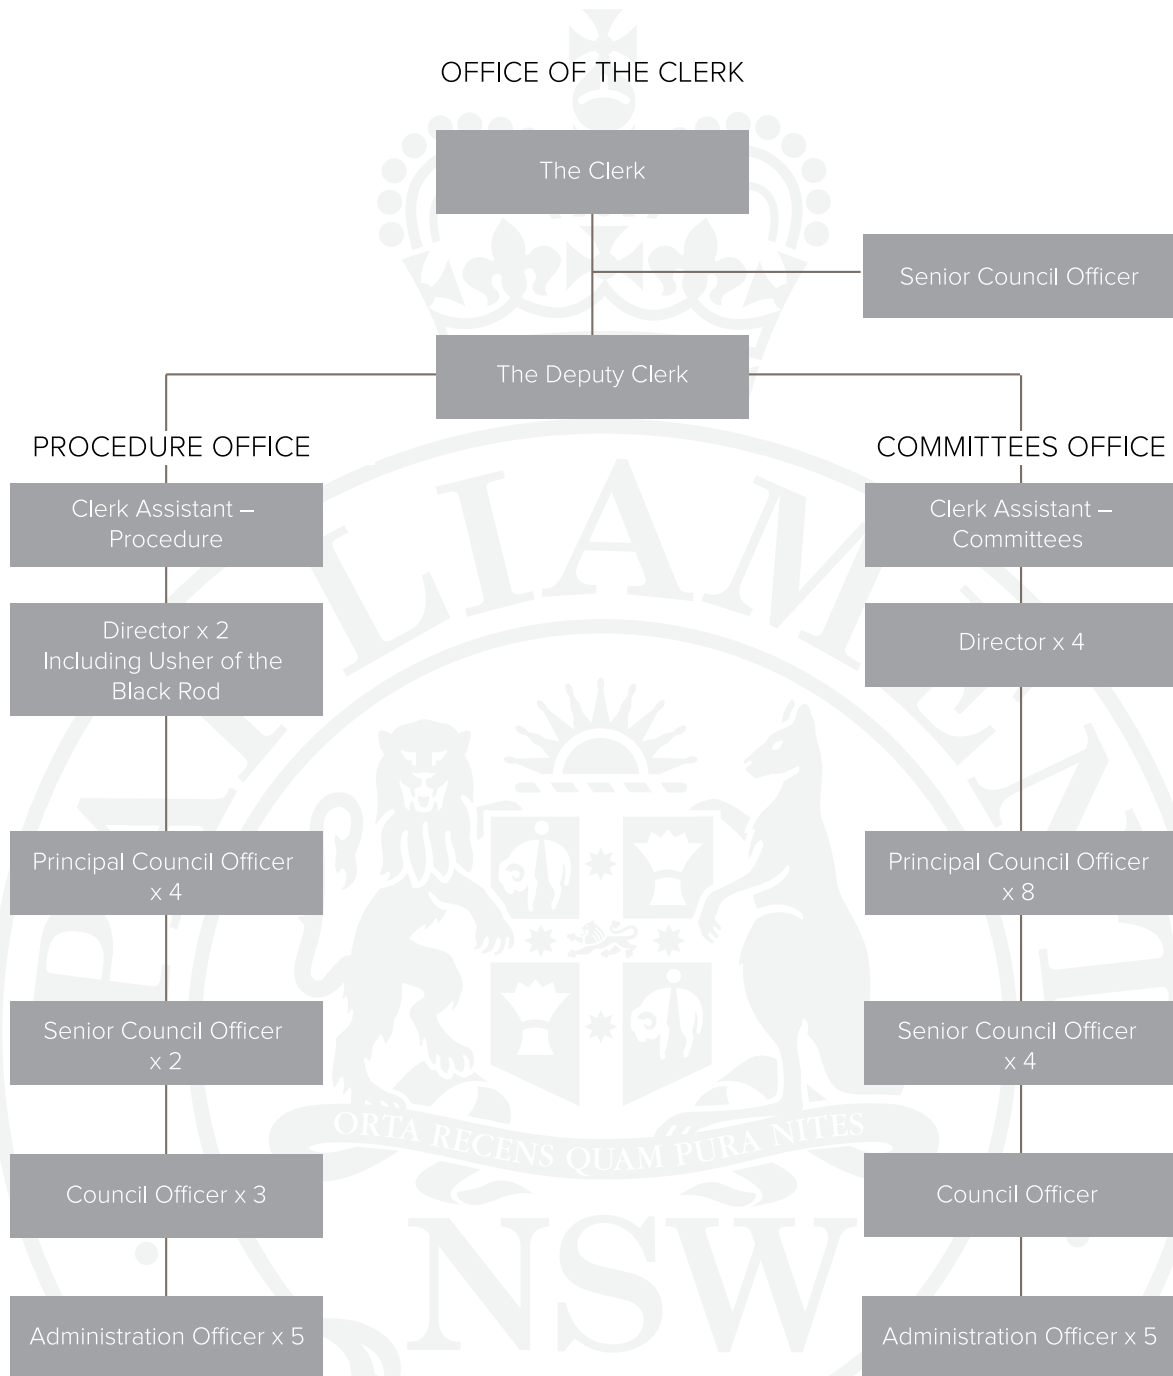 OFFICE OF THE CLERK
The Clerk
Senior Council Officer
The Deputy Clerk
PROCEDURE OFFICE
Clerk Assistant –
Procedure
Director x 2
Including Usher of the
Black Rod
Principal Council Officer
x 4
Senior Council Officer
x 2
Council Officer x 3
Administration Officer x 5
COMMITTEES OFFICE
Clerk Assistant –
Committees
Director x 4
Principal Council Officer
x 8
Senior Council Officer
x 4
Council Officer
Administration Officer x 5
PARLIAMENT
ORTA RECENS QUAM PURA NITES
NSW